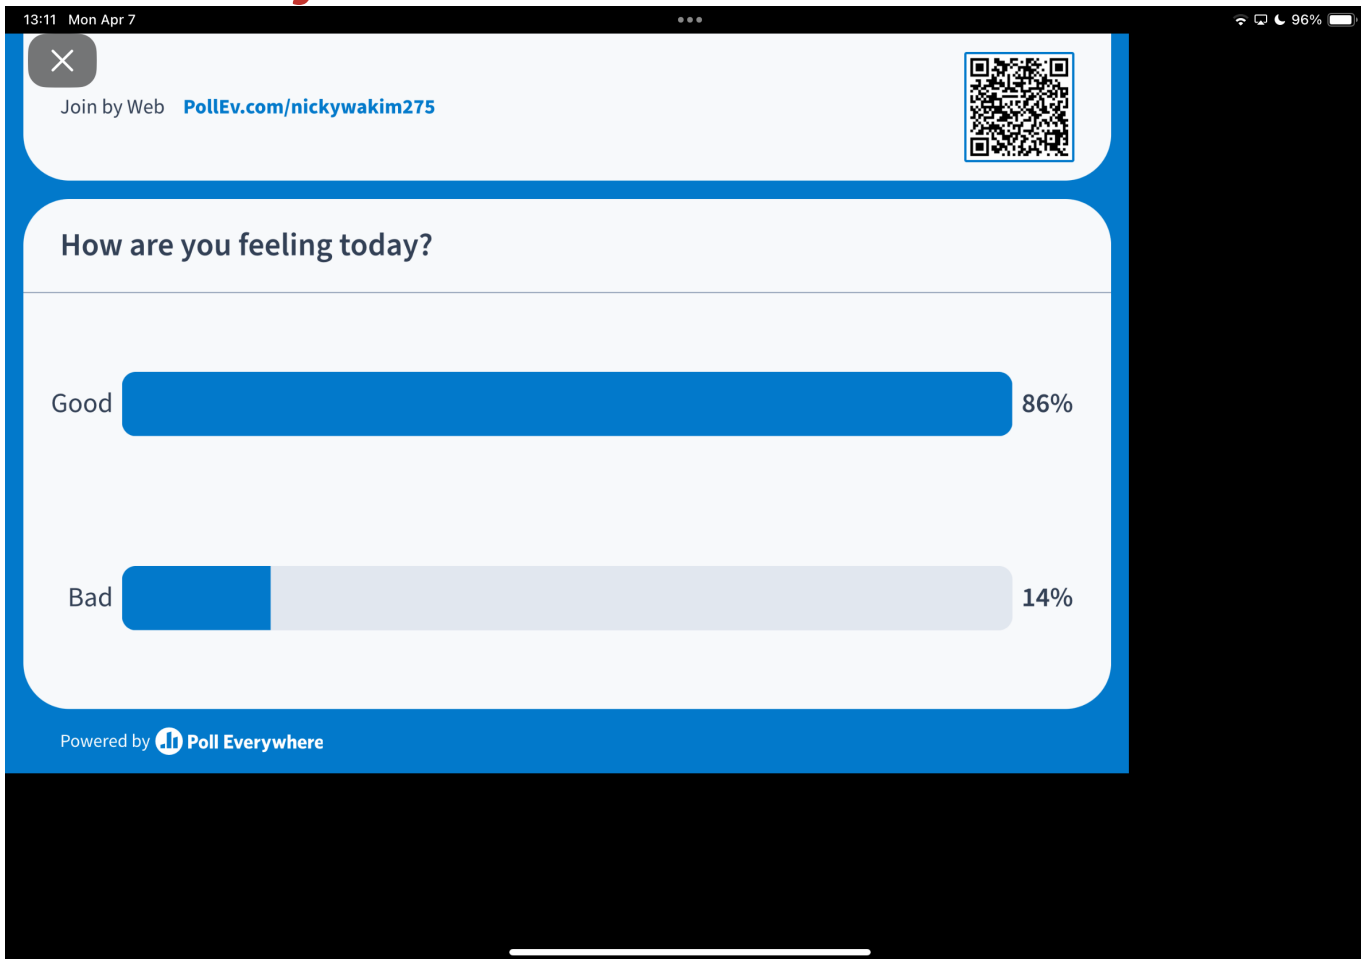 13:11 Mon Apr 7
96%
Join by Web PollEv.com/nickywakim275
How are you feeling today?
Good 86%
Bad 14%
Powered by Poll Everywhere